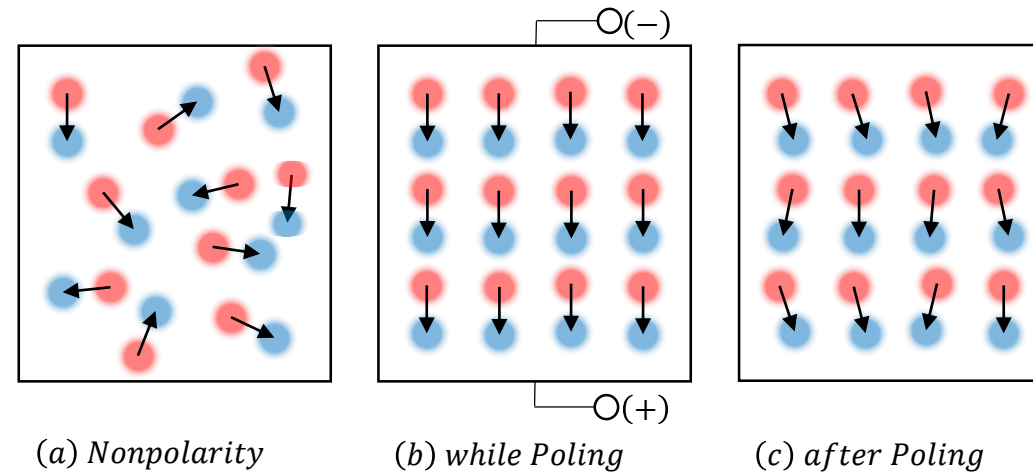 (−)
(+)
(a) Nonpolarity
(b) while Poling
(c) after Poling